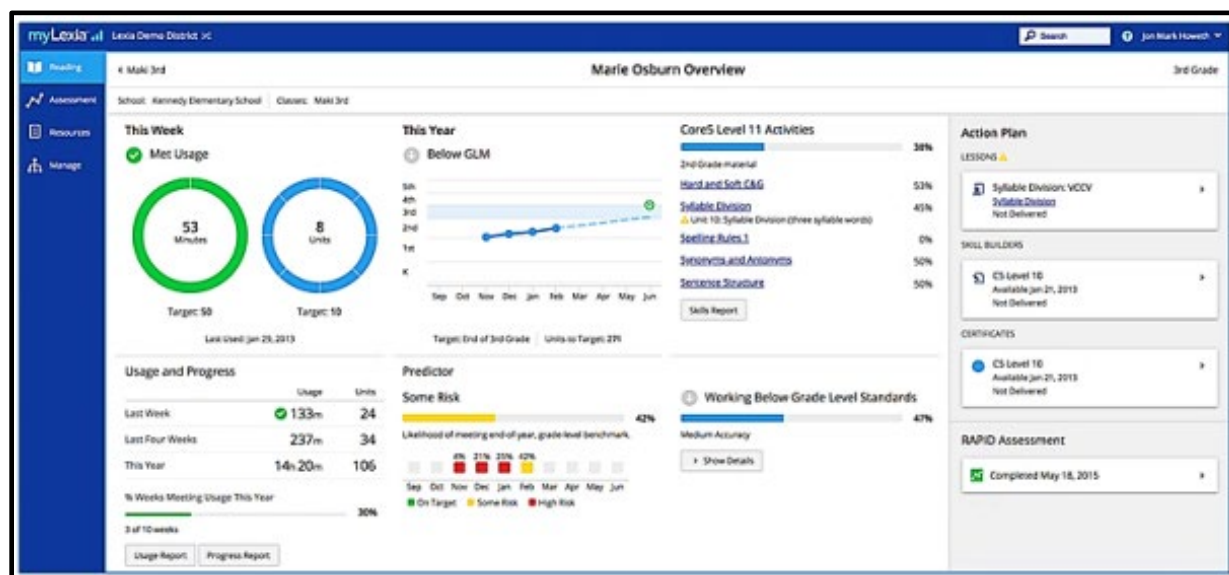 myLexia Lexia Demo District
Search
? Jon Mark Howeth
Reading
Assessment
Resources
Manage
Maki 3rd
Marie Osburn Overview
3rd Grade
School: Kennedy Elementary School Classes: Maki 3rd
This Week
Met Usage
53
Minutes
Target: 50
8
Units
Target: 10
Last Used: Jan 29, 2013
This Year
Below GLM
5th
4th
3rd
2nd
1st
K
Sep Oct Nov Dec Jan Feb Mar Apr May Jun
Target: End of 3rd Grade Units to Target: 271
Core5 Level 11 Activities
38%
2nd Grade material
Hard and Soft C&G 53%
Syllable Division 45%
Unit 10: Syllable Division (three syllable words)
Spelling Rules 1 0%
Synonyms and Antonyms 50%
Sentence Structure 50%
Skills Report
Usage and Progress
Usage Units
Last Week 133m 24
Last Four Weeks 237m 34
This Year 14h 20m 106
% Weeks Meeting Usage This Year
30%
3 of 10 weeks
Usage Report Progress Report
Predictor
Some Risk
42%
Likelihood of meeting end of year, grade level benchmark.
4% 21% 25% 42%
Sep Oct Nov Dec Jan Feb Mar Apr May Jun
On Target Some Risk High Risk
Working Below Grade Level Standards
47%
Medium Accuracy
Show Details
Action Plan
LESSONS
Syllable Division: VCCV
Syllable Division
Not Delivered
SKILL BUILDERS
C5 Level 10
Available Jan 21, 2013
Not Delivered
CERTIFICATES
C5 Level 10
Available Jan 21, 2013
Not Delivered
RAPID Assessment
Completed May 18, 2015